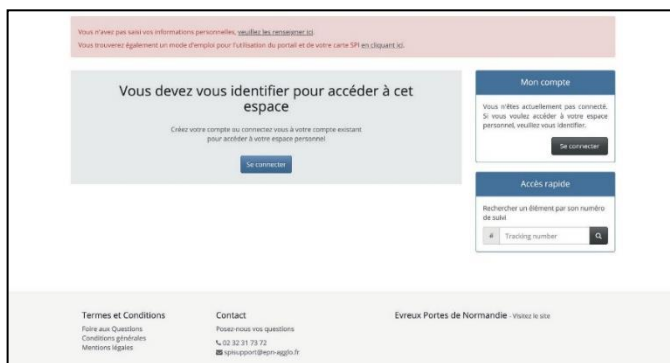 Vous n'avez pas saisi vos informations personnelles, veuillez les renseigner ici.
Vous trouverez également un mode d'emploi pour l'utilisation du portail et de votre carte SPI en cliquant ici.
Vous devez vous identifier pour accéder à cet
espace
Créez votre compte ou connectez vous à votre compte existant
pour accéder à votre espace personnel
Se connecter
Mon compte
Vous n'êtes actuellement pas connecté.
Si vous voulez accéder à votre espace
personnel, veuillez vous identifier.
Se connecter
Accès rapide
Rechercher un élément par son numéro
de suivi
# Tracking number
Termes et Conditions
Foire aux Questions
Conditions générales
Mentions légales
Contact
Posez-nous vos questions
02 32 31 73 72
spisupport@epn-agglo.fr
Evreux Portes de Normandie - Visitez le site